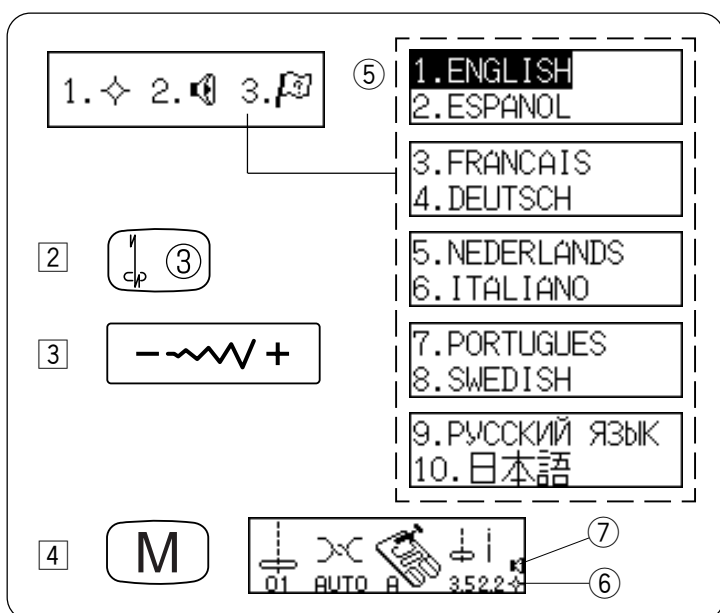 1. 2. 3.
⑤
1.ENGLISH
2.ESPANOL
3.FRANCAIS
4.DEUTSCH
5.NEDERLANDS
6.ITALIANO
7.PORTUGUES
8.SWEDISH
9.РУССКИЙ ЯЗЫК
10.日本語
2
③
3
− +
4
M
01 AUTO A 3.5 2.2
⑦
⑥